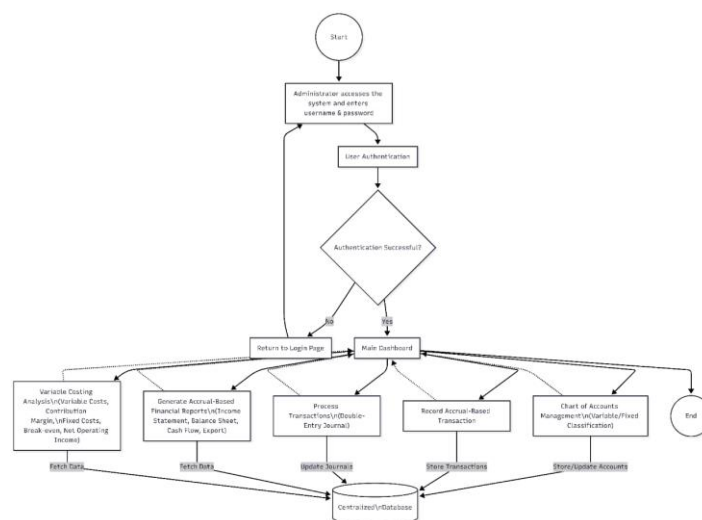 Start
Administrator accesses the
system and enters
username & password
User Authentication
Authentication Successful?
No
Yes
Return to Login Page
Male Dashboard
Variable Costing
Analysis\n(Variable Costs,
Contribution
Margin,\nFixed Costs,
Break-even, Net Operating
Income)
Generate Accrual-Based
Financial Reports\n(Income
Statement, Balance Sheet,
Cash Flow, Export)
Process
Transactions\n(Double-
Entry Journal)
Record Accrual-Based
Transaction
Chart of Accounts
Management\n(Variable/Fixed
Classification)
End
Fetch Data
Fetch Data
Update Journals
Store Transactions
Store/Update Accounts
Centralized\nDatabase